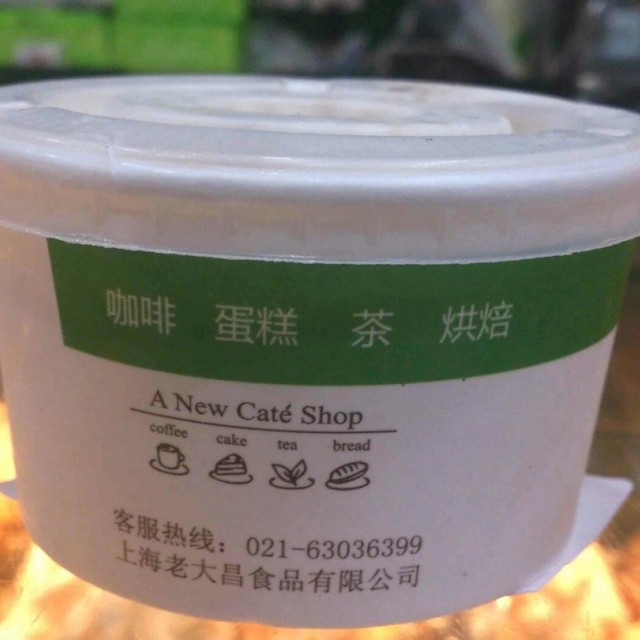 咖啡 蛋糕 茶 烘焙
A New Caté Shop
coffee cake tea bread
客服热线：021-63036399
上海老大昌食品有限公司